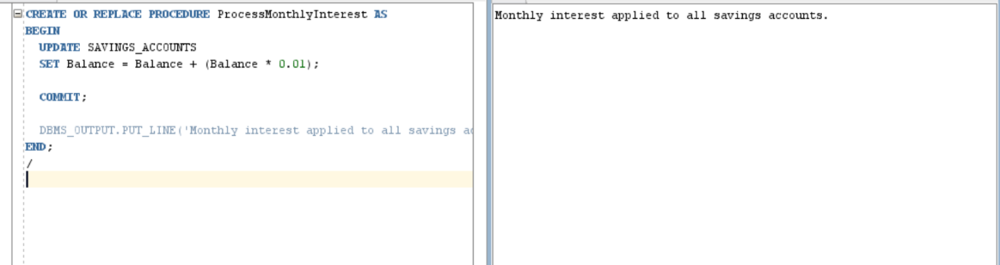 CREATE OR REPLACE PROCEDURE ProcessMonthlyInterest AS
BEGIN
UPDATE SAVINGS_ACCOUNTS
SET Balance = Balance + (Balance * 0.01);
COMMIT;
DBMS_OUTPUT.PUT_LINE('Monthly interest applied to all savings
END;
/
Monthly interest applied to all savings accounts.